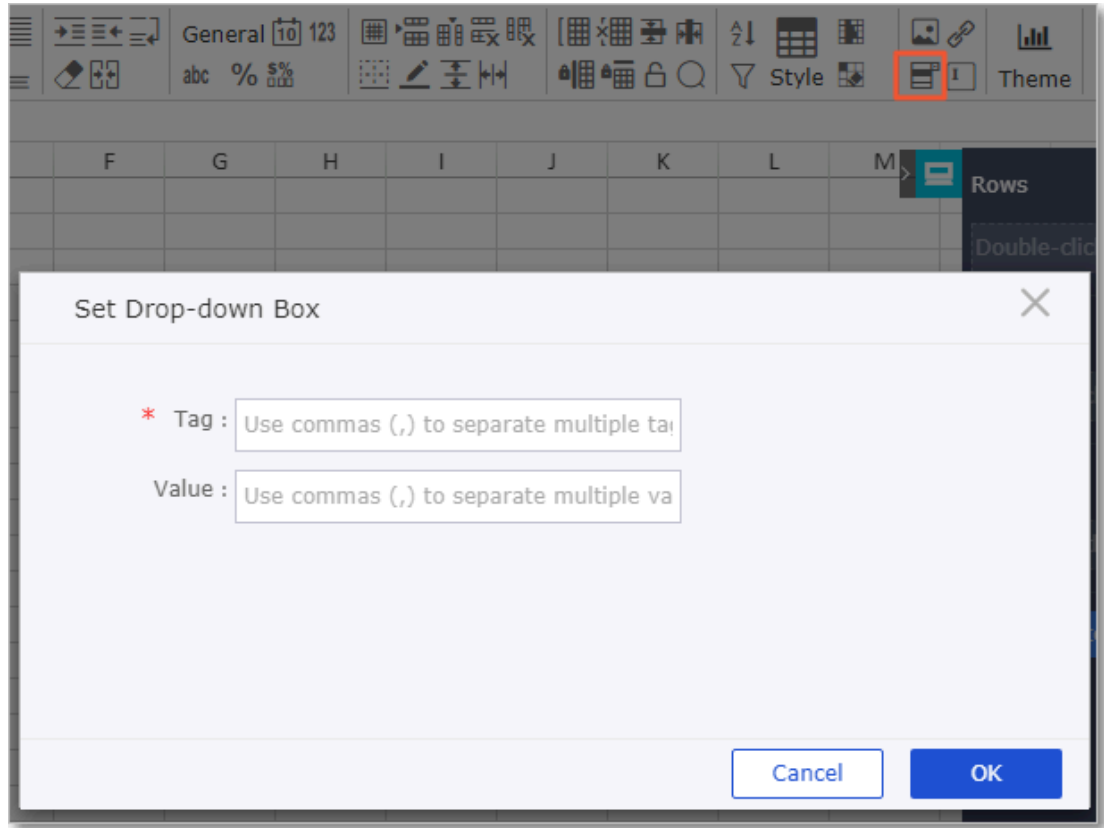 General 10 123
abc % $%
Style
Theme
F G H I J K L M
Rows
Double-clic
Set Drop-down Box
* Tag : Use commas (,) to separate multiple ta
Value : Use commas (,) to separate multiple va
Cancel OK